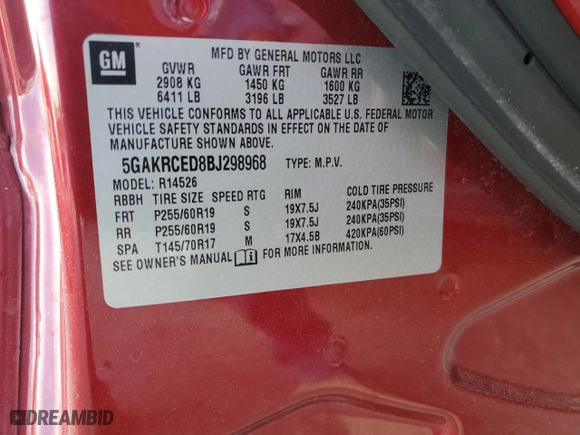 GM
MFD BY GENERAL MOTORS LLC
GVWR GAWR FRT GAWR RR
2908 KG 1450 KG 1600 KG
6411 LB 3196 LB 3527 LB
THIS VEHICLE CONFORMS TO ALL APPLICABLE U.S. FEDERAL MOTOR
VEHICLE SAFETY STANDARDS IN EFFECT ON THE DATE OF
MANUFACTURE SHOWN ABOVE.
5GAKRCED8BJ298968 TYPE: M.P.V.
MODEL: R14526
RBBH TIRE SIZE SPEED RTG RIM COLD TIRE PRESSURE
FRT P255/60R19 S 19X7.5J 240KPA(35PSI)
RR P255/60R19 S 19X7.5J 240KPA(35PSI)
SPA T145/70R17 M 17X4.5B 420KPA(60PSI)
SEE OWNER'S MANUAL FOR MORE INFORMATION.
DREAMBID